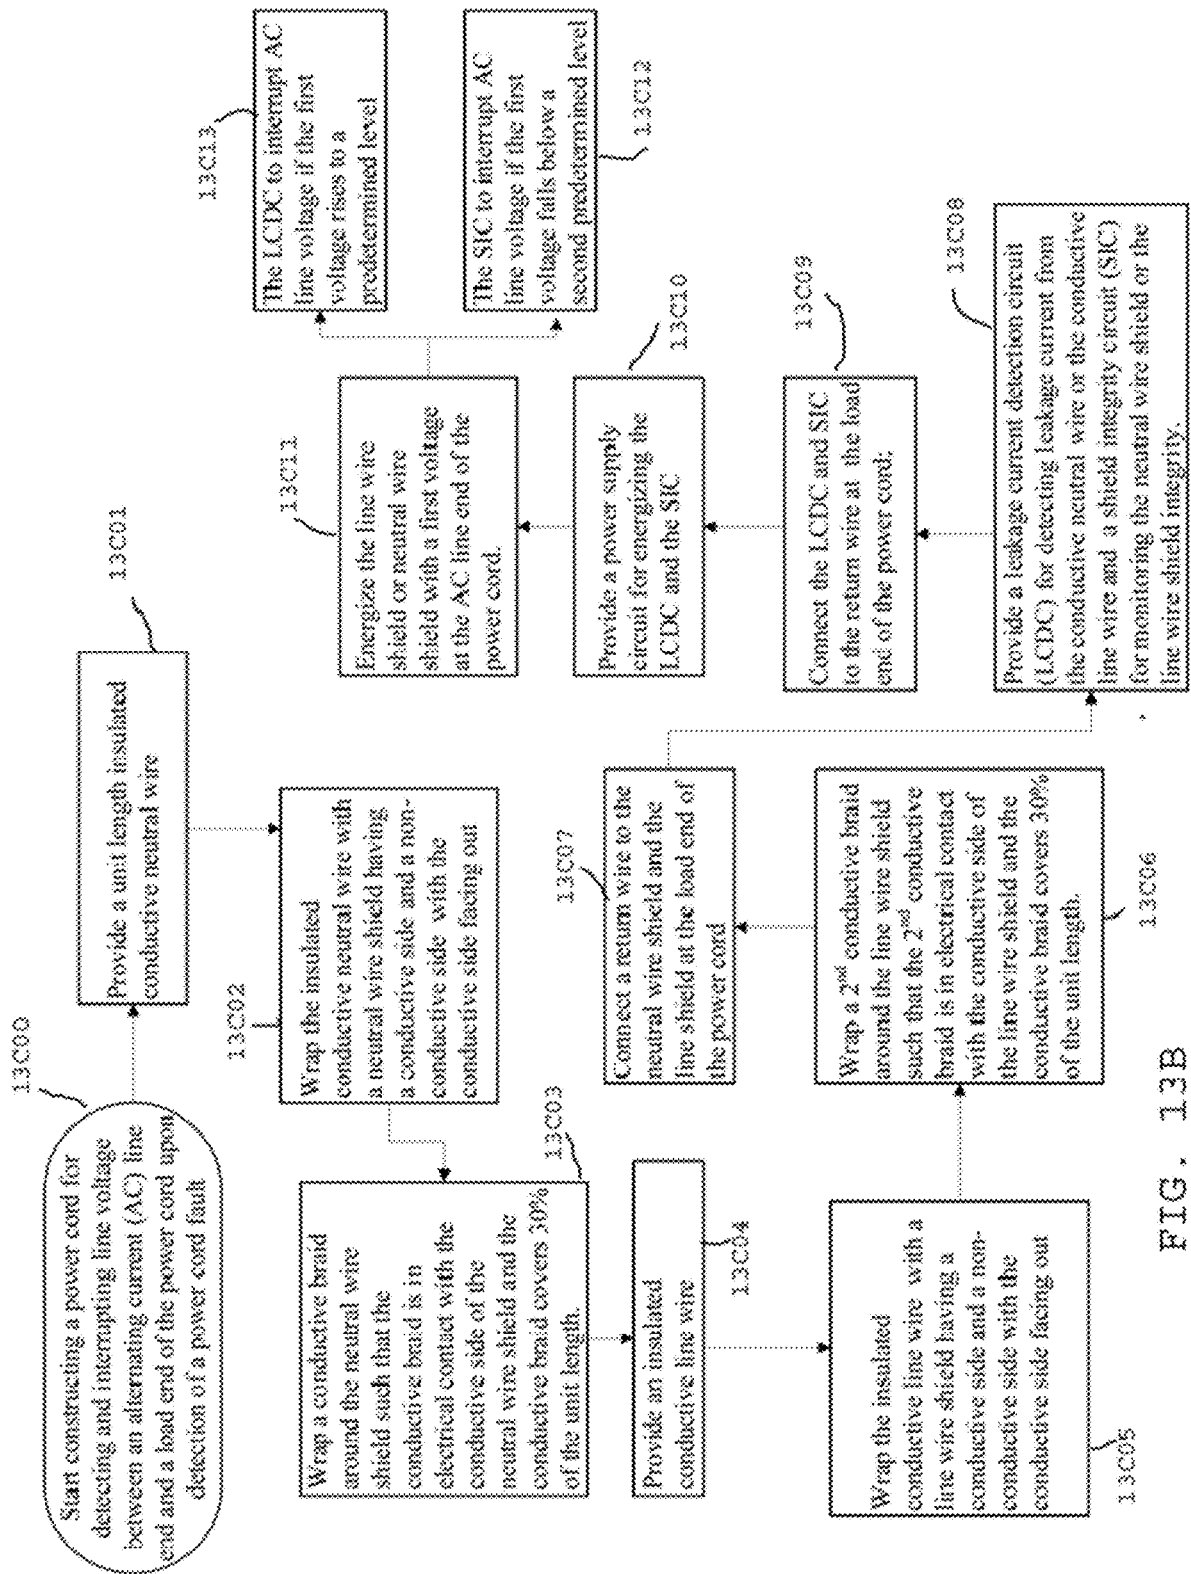 13C00
Start constructing a power cord for
detecting and interrupting line voltage
between an alternating current (AC) line
end and a load end of the power cord upon
detection of a power cord fault
13C01
Provide a unit length insulated
conductive neutral wire
13C02
Wrap the insulated
conductive neutral wire with
a neutral wire shield having
a conductive side and a non-
conductive side with the
conductive side facing out
13C03
Wrap a conductive braid
around the neutral wire
shield such that the
conductive braid is in
electrical contact with the
conductive side of the
neutral wire shield and the
conductive braid covers 30%
of the unit length.
13C04
Provide an insulated
conductive line wire
13C05
Wrap the insulated
conductive line wire with a
line wire shield having a
conductive side and a non-
conductive side with the
conductive side facing out
13C06
Wrap a 2nd conductive braid
around the line wire shield
such that the 2nd conductive
braid is in electrical contact
with the conductive side of
the line wire shield and the
conductive braid covers 30%
of the unit length.
13C07
Connect a return wire to the
neutral wire shield and the
line shield at the load end of
the power cord
13C08
Provide a leakage current detection circuit
(LCDC) for detecting leakage current from
the conductive neutral wire or the conductive
line wire and a shield integrity circuit (SIC)
for monitoring the neutral wire shield or the
line wire shield integrity.
13C09
Connect the LCDC and SIC
to the return wire at the load
end of the power cord;
13C10
Provide a power supply
circuit for energizing the
LCDC and the SIC
13C11
Energize the line wire
shield or neutral wire
shield with a first voltage
at the AC line end of the
power cord.
13C12
The SIC to interrupt AC
line voltage if the first
voltage falls below a
second predetermined level
13C13
The LCDC to interrupt AC
line voltage if the first
voltage rises to a
predetermined level
FIG. 13B